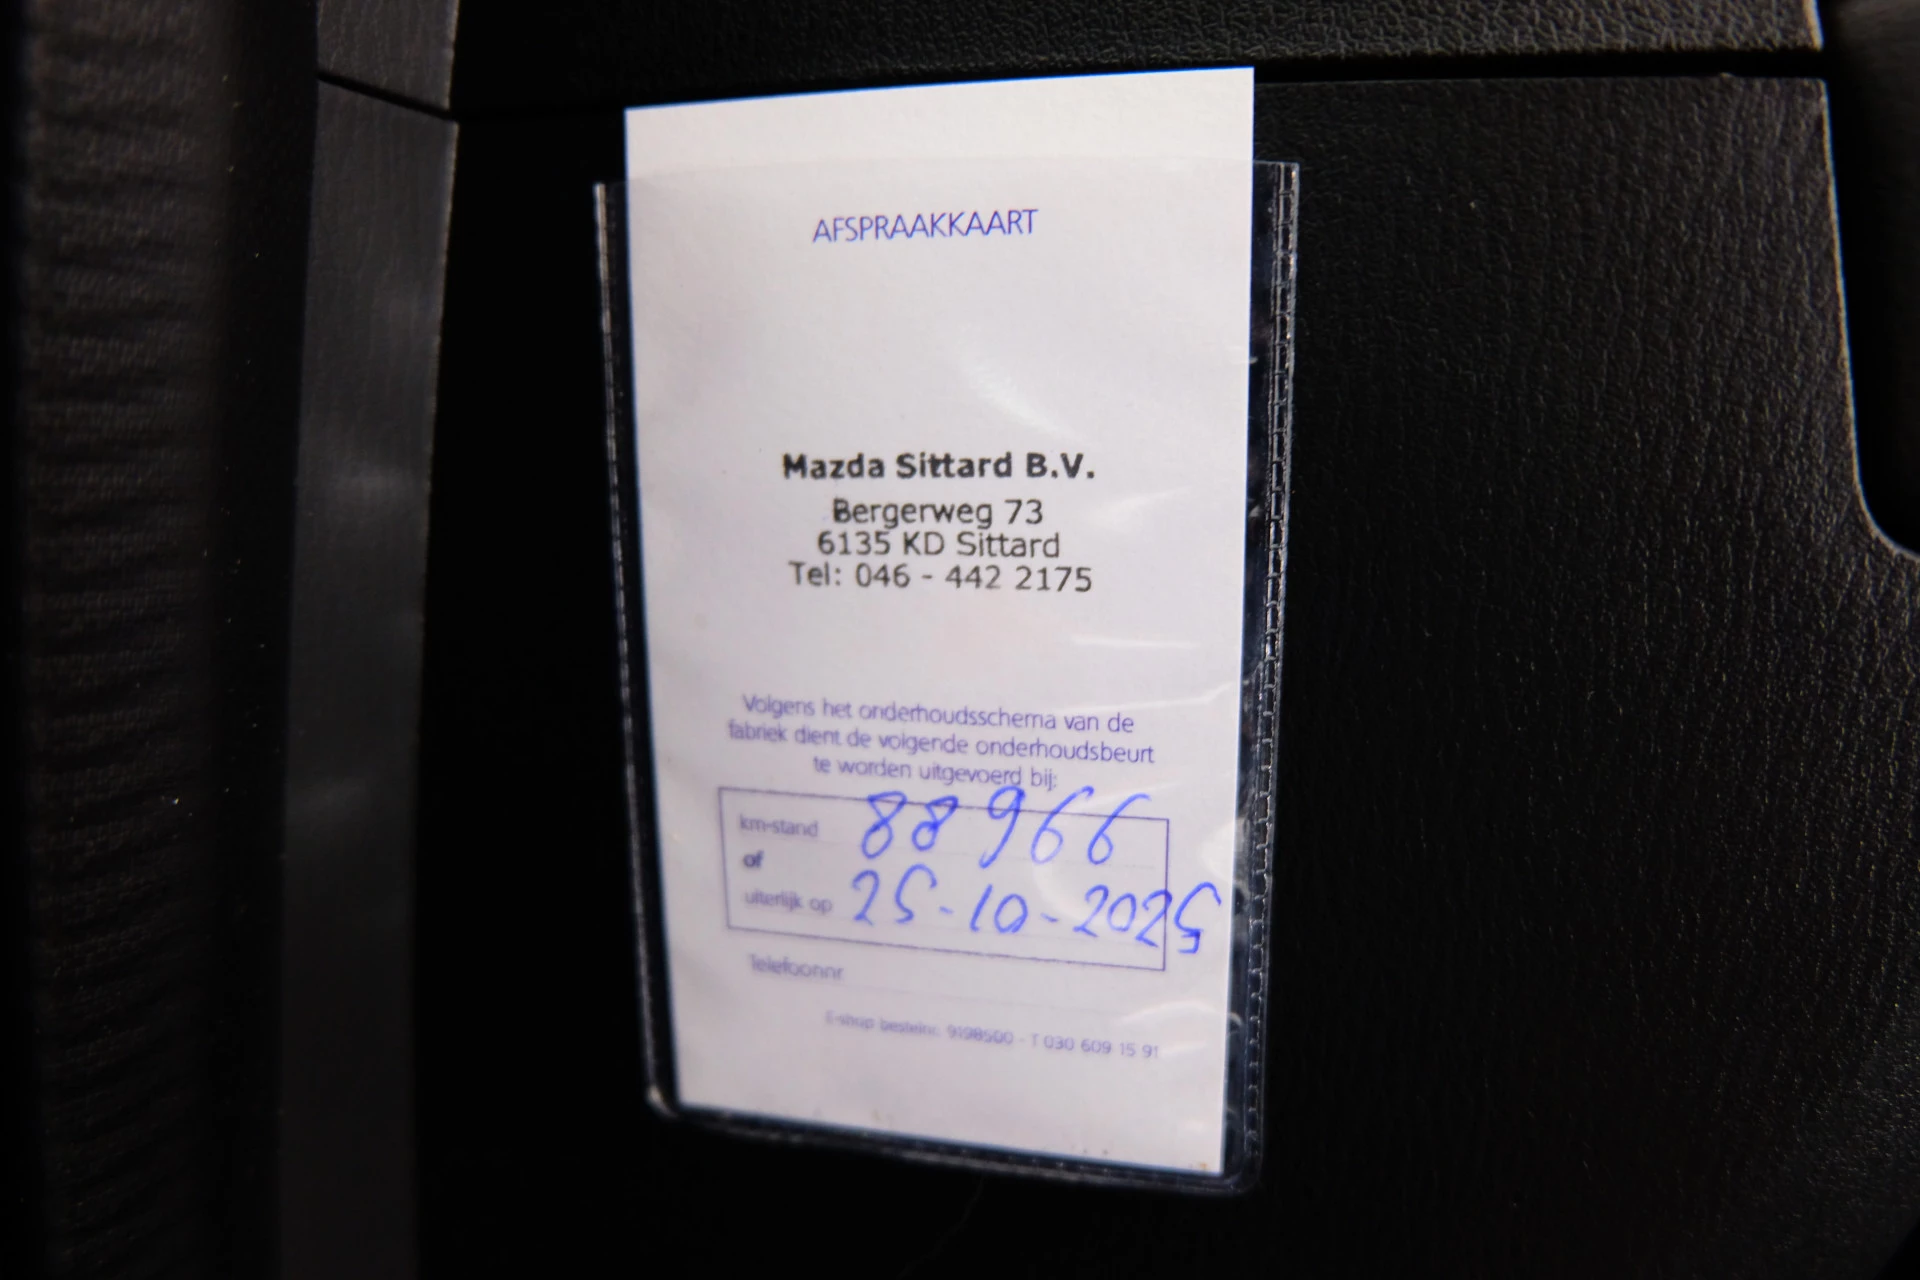 AFSPRAAKKAART
Mazda Sittard B.V.
Bergerweg 73
6135 KD Sittard
Tel: 046 - 442 2175
Volgens het onderhoudsschema van de
fabriek dient de volgende onderhoudsbeurt
te worden uitgevoerd bij:
km-stand 88966
of
uiterlijk op 25-10-2025
Telefoonnr
E-shop bestelnr. 9198500 - T 030 609 15 91